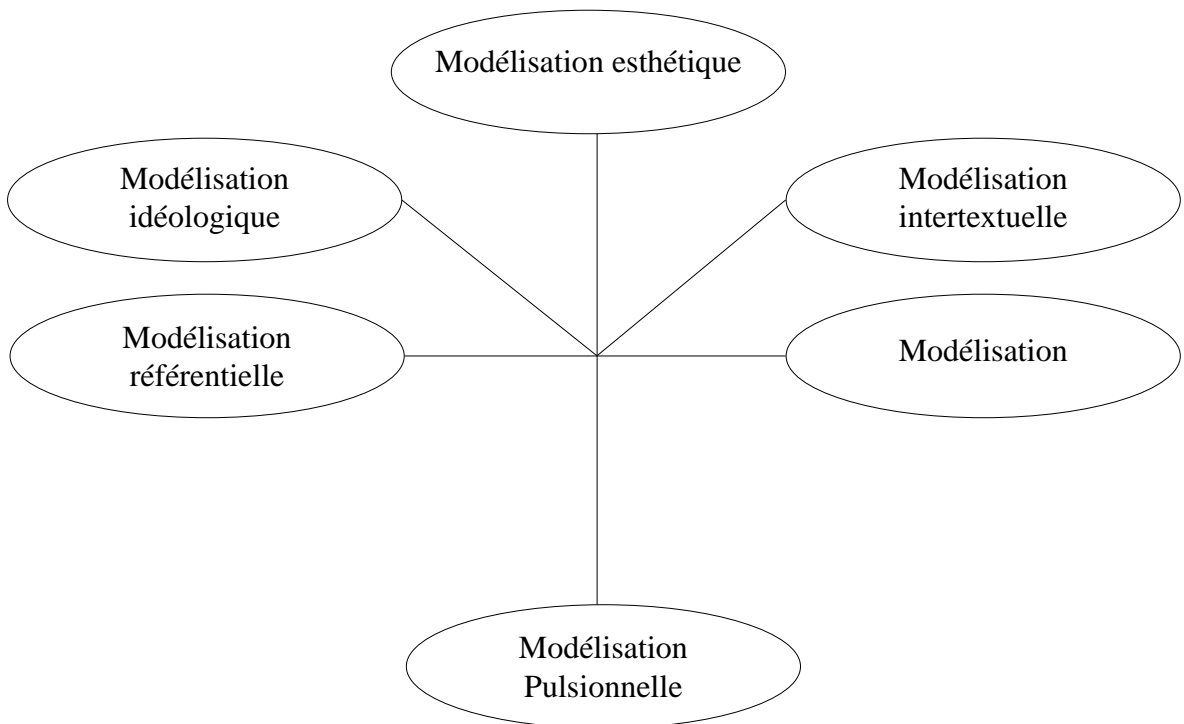 Modélisation esthétique
Modélisation
idéologique
Modélisation
intertextuelle
Modélisation
référentielle
Modélisation
Modélisation
Pulsionnelle